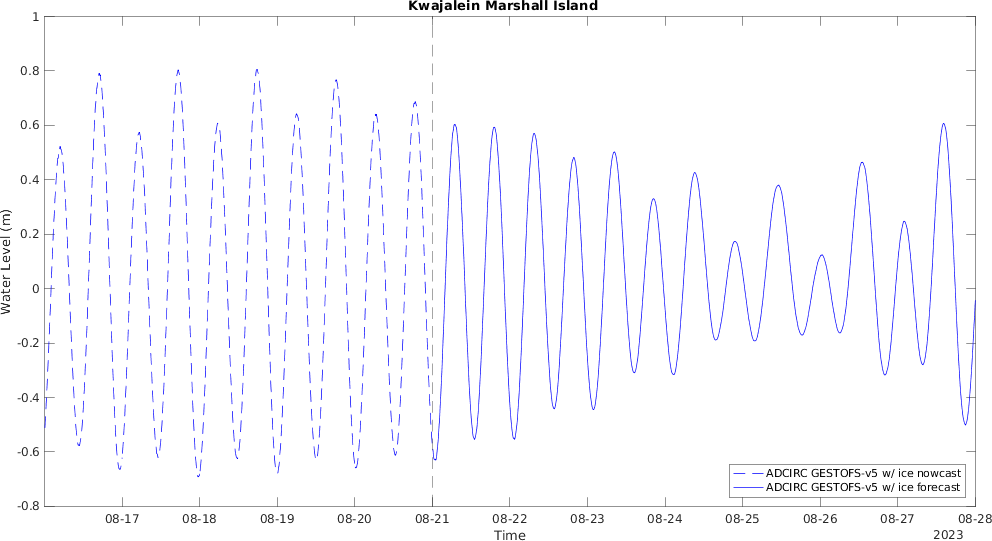 Kwajalein Marshall Island
1
0.8
0.6
0.4
0.2
0
-0.2
-0.4
-0.6
-0.8
Water Level (m)
ADCIRC GESTOFS-v5 w/ ice nowcast
ADCIRC GESTOFS-v5 w/ ice forecast
08-17 08-18 08-19 08-20 08-21 08-22 08-23 08-24 08-25 08-26 08-27 08-28
Time
2023